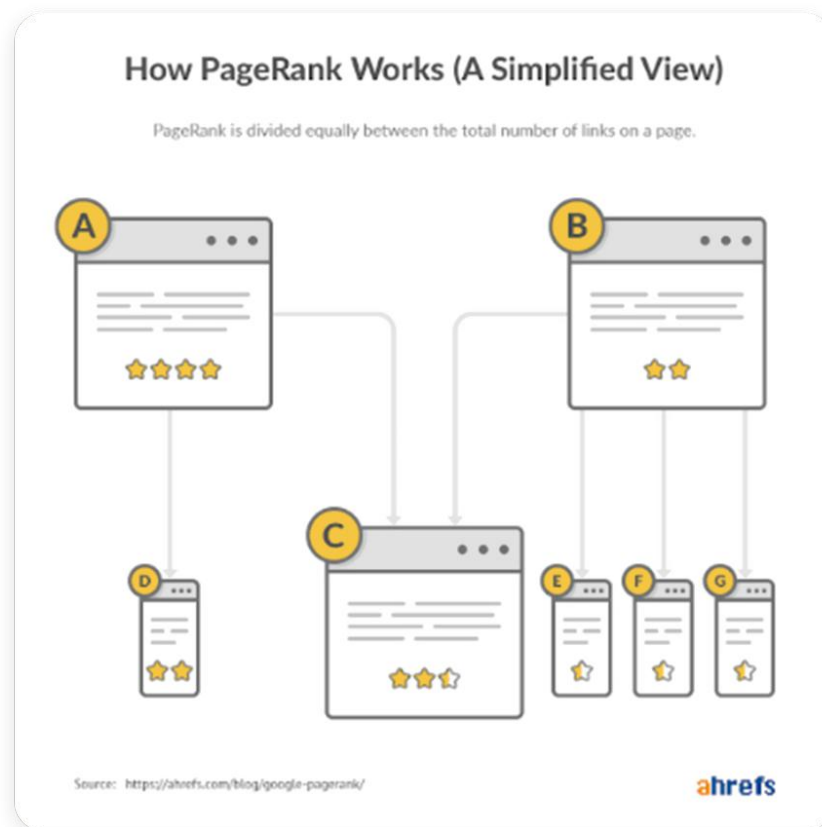 How PageRank Works (A Simplified View)
PageRank is divided equally between the total number of links on a page.
A
B
C
D
E
F
G
Source: https://ahrefs.com/blog/google-pagerank/
ahrefs